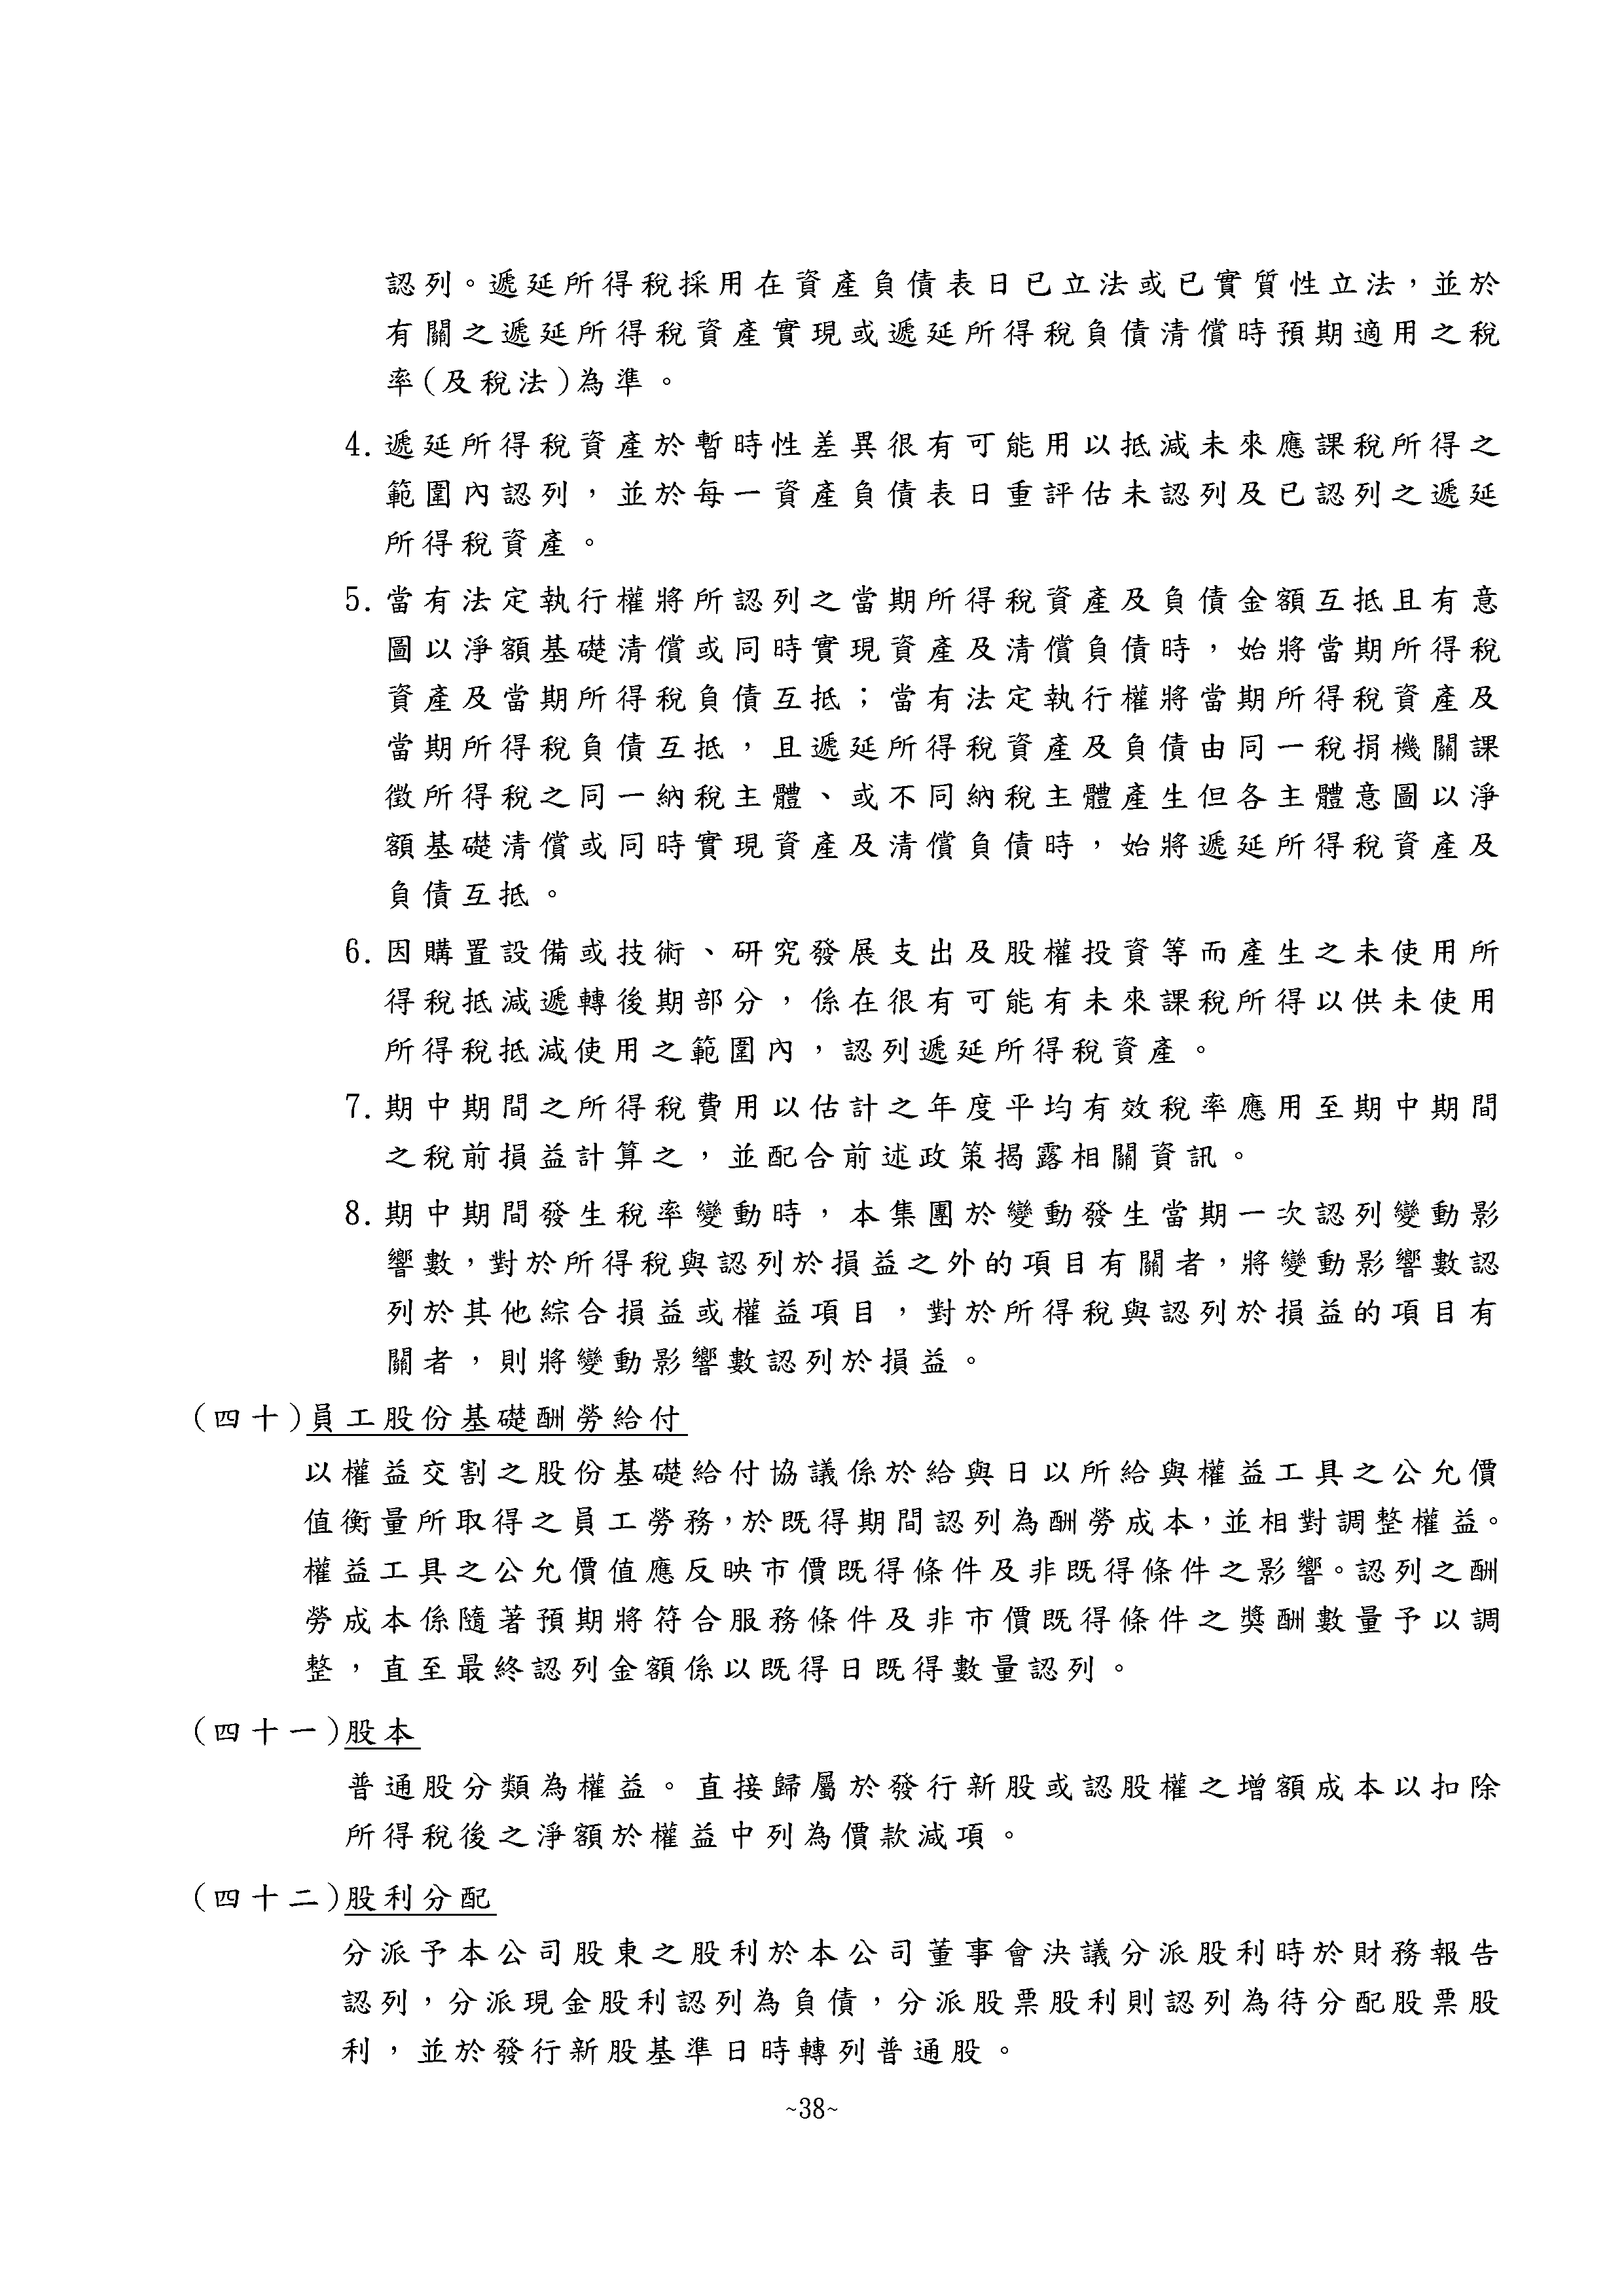 認列。遞延所得稅採用在資產負債表日已立法或已實質性立法，並於
有關之遞延所得稅資產實現或遞延所得稅負債清償時預期適用之稅
率(及稅法)為準。
4. 遞延所得稅資產於暫時性差異很有可能用以抵減未來應課稅所得之
範圍內認列，並於每一資產負債表日重評估未認列及已認列之遞延
所得稅資產。
5. 當有法定執行權將所認列之當期所得稅資產及負債金額互抵且有意
圖以淨額基礎清償或同時實現資產及清償負債時，始將當期所得稅
資產及當期所得稅負債互抵；當有法定執行權將當期所得稅資產及
當期所得稅負債互抵，且遞延所得稅資產及負債由同一稅捐機關課
徵所得稅之同一納稅主體、或不同納稅主體產生但各主體意圖以淨
額基礎清償或同時實現資產及清償負債時，始將遞延所得稅資產及
負債互抵。
6. 因購置設備或技術、研究發展支出及股權投資等而產生之未使用所
得稅抵減遞轉後期部分，係在很有可能有未來課稅所得以供未使用
所得稅抵減使用之範圍內，認列遞延所得稅資產。
7. 期中期間之所得稅費用以估計之年度平均有效稅率應用至期中期間
之稅前損益計算之，並配合前述政策揭露相關資訊。
8. 期中期間發生稅率變動時，本集團於變動發生當期一次認列變動影
響數，對於所得稅與認列於損益之外的項目有關者，將變動影響數認
列於其他綜合損益或權益項目，對於所得稅與認列於損益的項目有
關者，則將變動影響數認列於損益。
(四十)員工股份基礎酬勞給付
以權益交割之股份基礎給付協議係於給與日以所給與權益工具之公允價
值衡量所取得之員工勞務，於既得期間認列為酬勞成本，並相對調整權益。
權益工具之公允價值應反映市價既得條件及非既得條件之影響。認列之酬
勞成本係隨著預期將符合服務條件及非市價既得條件之獎酬數量予以調
整，直至最終認列金額係以既得日既得數量認列。
(四十一)股本
普通股分類為權益。直接歸屬於發行新股或認股權之增額成本以扣除
所得稅後之淨額於權益中列為價款減項。
(四十二)股利分配
分派予本公司股東之股利於本公司董事會決議分派股利時於財務報告
認列，分派現金股利認列為負債，分派股票股利則認列為待分配股票股
利，並於發行新股基準日時轉列普通股。
~38~